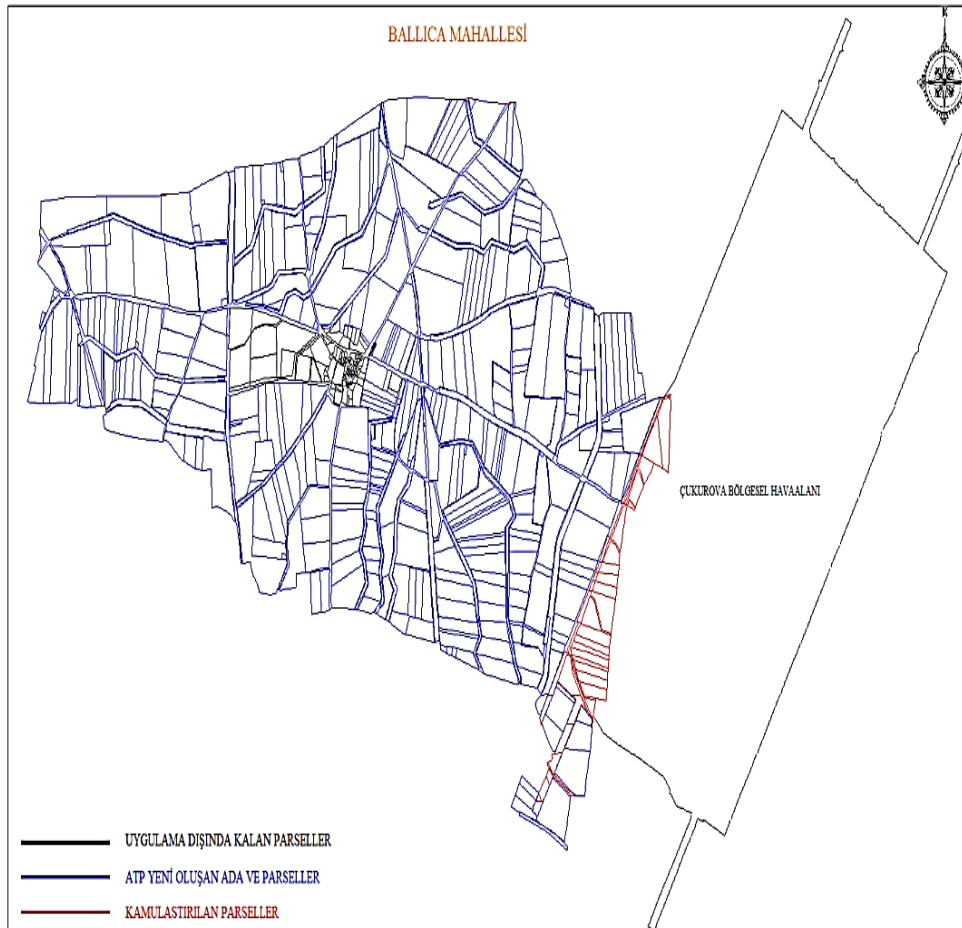 BALLICA MAHALLESİ
K
ÇUKUROVA BÖLGESEL HAVAALANI
UYGULAMA DIŞINDA KALAN PARSELLER
ATP YENİ OLUŞAN ADA VE PARSELLER
KAMULASTIRILAN PARSELLER